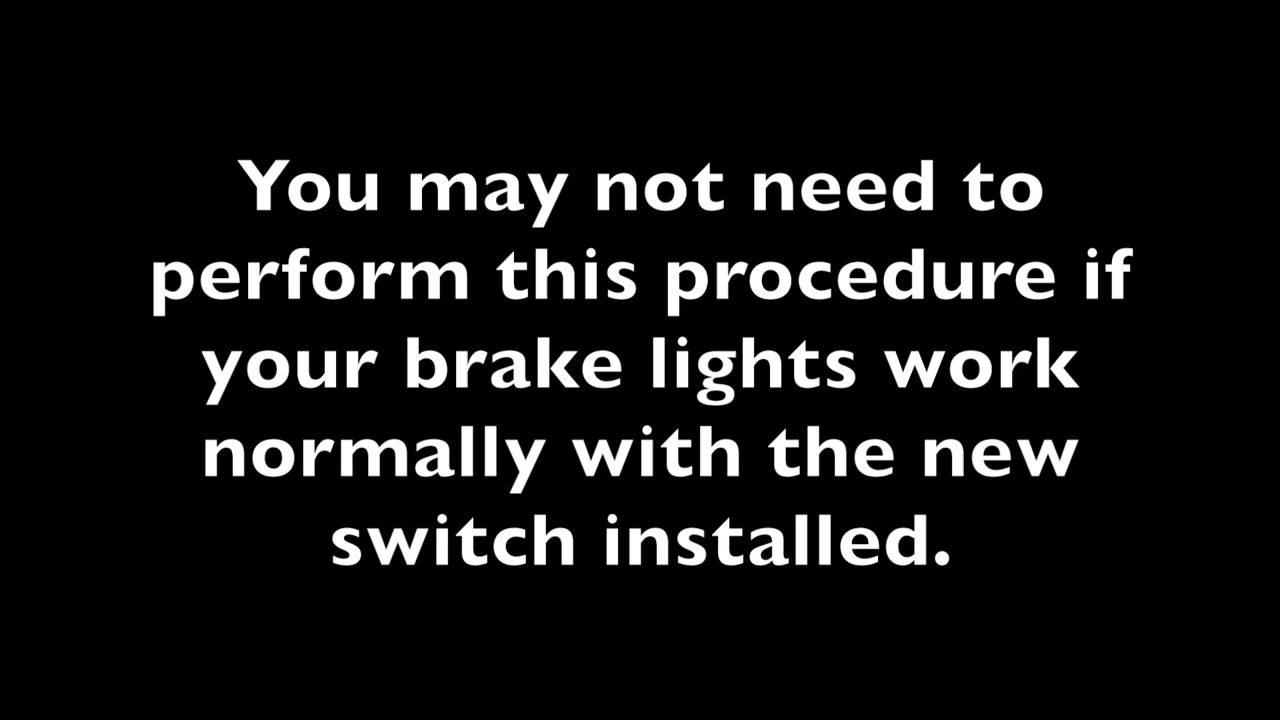 You may not need to
perform this procedure if
your brake lights work
normally with the new
switch installed.